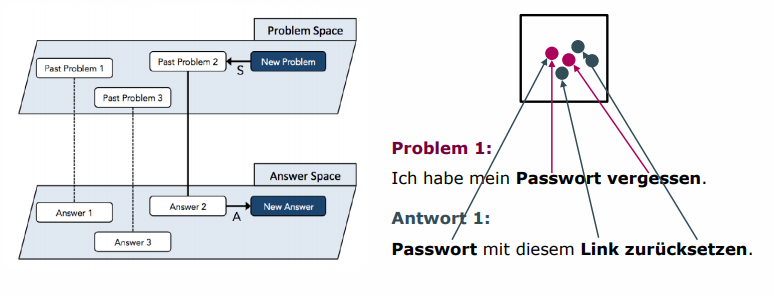 Problem Space
Past Problem 1
Past Problem 2
S
New Problem
Past Problem 3
Answer Space
Answer 1
Answer 2
A
New Answer
Answer 3
Problem 1:
Ich habe mein Passwort vergessen.
Antwort 1:
Passwort mit diesem Link zurücksetzen.